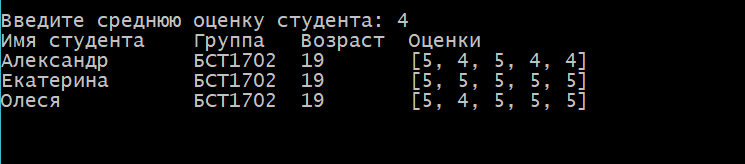 Введите среднюю оценку студента: 4
Имя студента Группа Возраст Оценки
Александр БСТ1702 19 [5, 4, 5, 4, 4]
Екатерина БСТ1702 19 [5, 5, 5, 5, 5]
Олеся БСТ1702 19 [5, 4, 5, 5, 5]